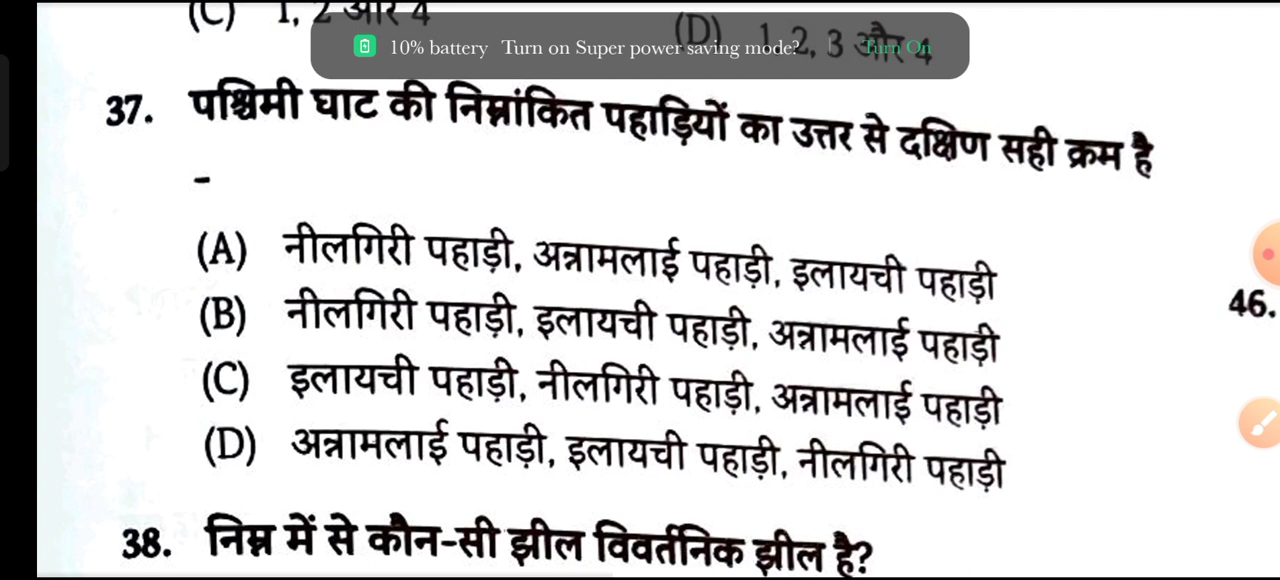 (C) 1, 2 और 4
(D) 1, 2, 3 और 4
10% battery Turn on Super power saving mode? Turn On
37. पश्चिमी घाट की निम्नांकित पहाड़ियों का उत्तर से दक्षिण सही क्रम है
-
(A) नीलगिरी पहाड़ी, अन्नामलाई पहाड़ी, इलायची पहाड़ी
(B) नीलगिरी पहाड़ी, इलायची पहाड़ी, अन्नामलाई पहाड़ी
(C) इलायची पहाड़ी, नीलगिरी पहाड़ी, अन्नामलाई पहाड़ी
(D) अन्नामलाई पहाड़ी, इलायची पहाड़ी, नीलगिरी पहाड़ी
46.
38. निम्न में से कौन-सी झील विवर्तनिक झील है?